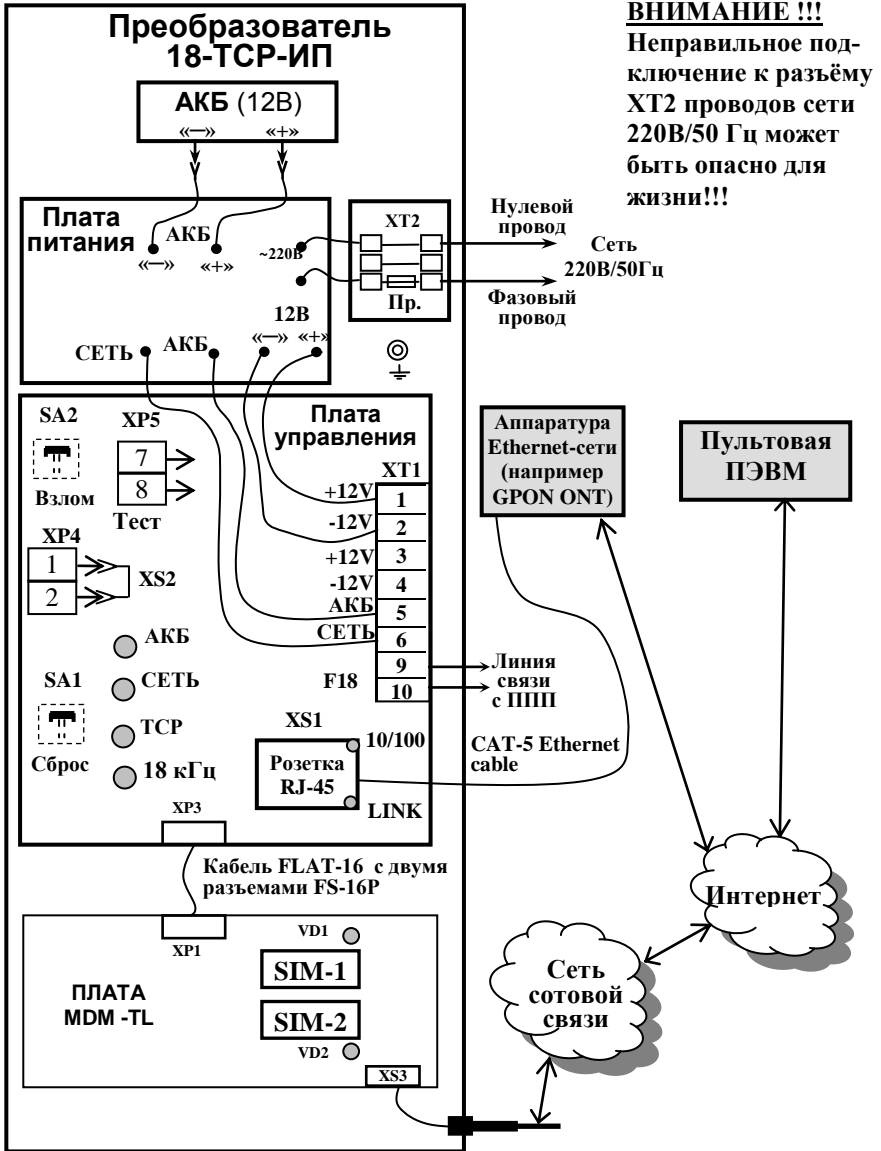 Преобразователь
18-ТСР-ИП
ВНИМАНИЕ !!!
Неправильное под-
ключение к разъёму
ХТ2 проводов сети
220В/50 Гц может
быть опасно для
жизни!!!
АКБ (12В)
«—» «+»
Плата
питания
АКБ
«—» «+»
~220В
12В
«—» «+»
СЕТЬ
АКБ
ХТ2
Пр.
Нулевой
провод
Сеть
220В/50Гц
Фазовый
провод
SA2
Взлом
XP5
7
8
Тест
Плата
управления
XT1
+12V 1
-12V 2
+12V 3
-12V 4
АКБ 5
СЕТЬ 6
9
F18
10
Линия
связи
с ППП
XP4
1
2
XS2
АКБ
СЕТЬ
TCP
18 кГц
SA1
Сброс
XS1
10/100
Розетка
RJ-45
LINK
XP3
Аппаратура
Ethernet-сети
(например
GPON ONT)
Пультовая
ПЭВМ
CAT-5 Ethernet
cable
Кабель FLAT-16 с двумя
разъемами FS-16P
XP1
VD1
SIM-1
ПЛАТА
MDM -TL
SIM-2
VD2
XS3
Интернет
Сеть
сотовой
связи